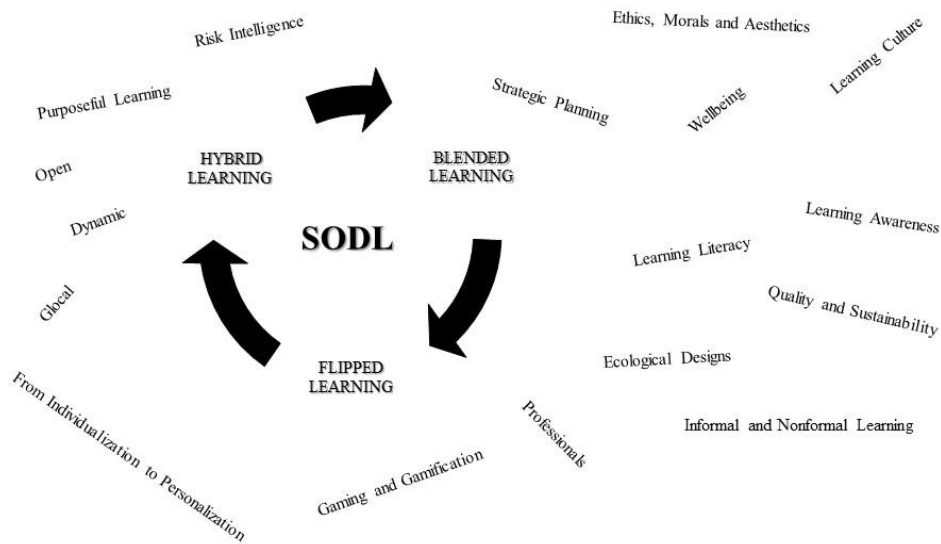 Risk Intelligence
Ethics, Morals and Aesthetics
Learning Culture
Purposeful Learning
Strategic Planning
Wellbeing
Open
HYBRID
LEARNING
BLENDED
LEARNING
Dynamic
SODL
Learning Awareness
Learning Literacy
Glocal
Quality and Sustainability
FLIPPED
LEARNING
Ecological Designs
From Individualization to Personalization
Professionals
Informal and Nonformal Learning
Gaming and Gamification